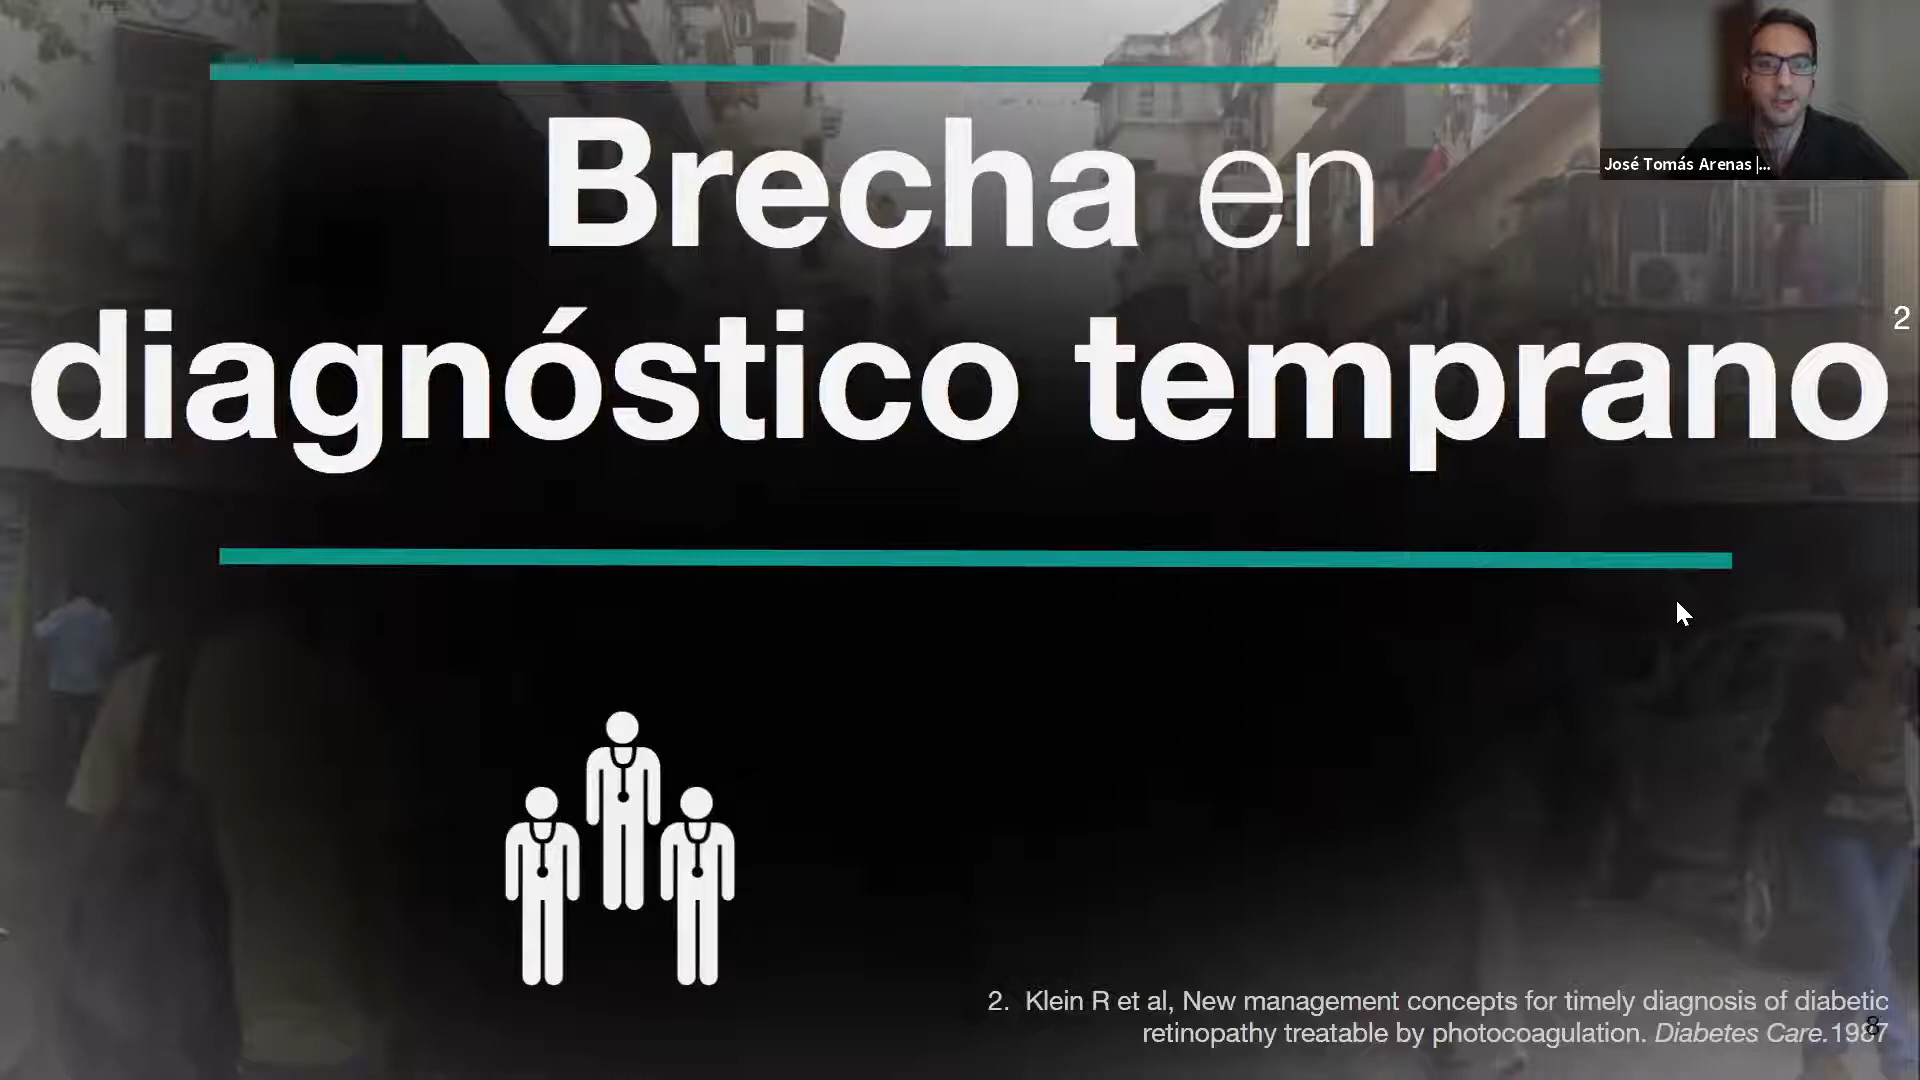 José Tomás Arenas |...
Brecha en
diagnóstico temprano 2
2. Klein R et al, New management concepts for timely diagnosis of diabetic
retinopathy treatable by photocoagulation. Diabetes Care.1987
8